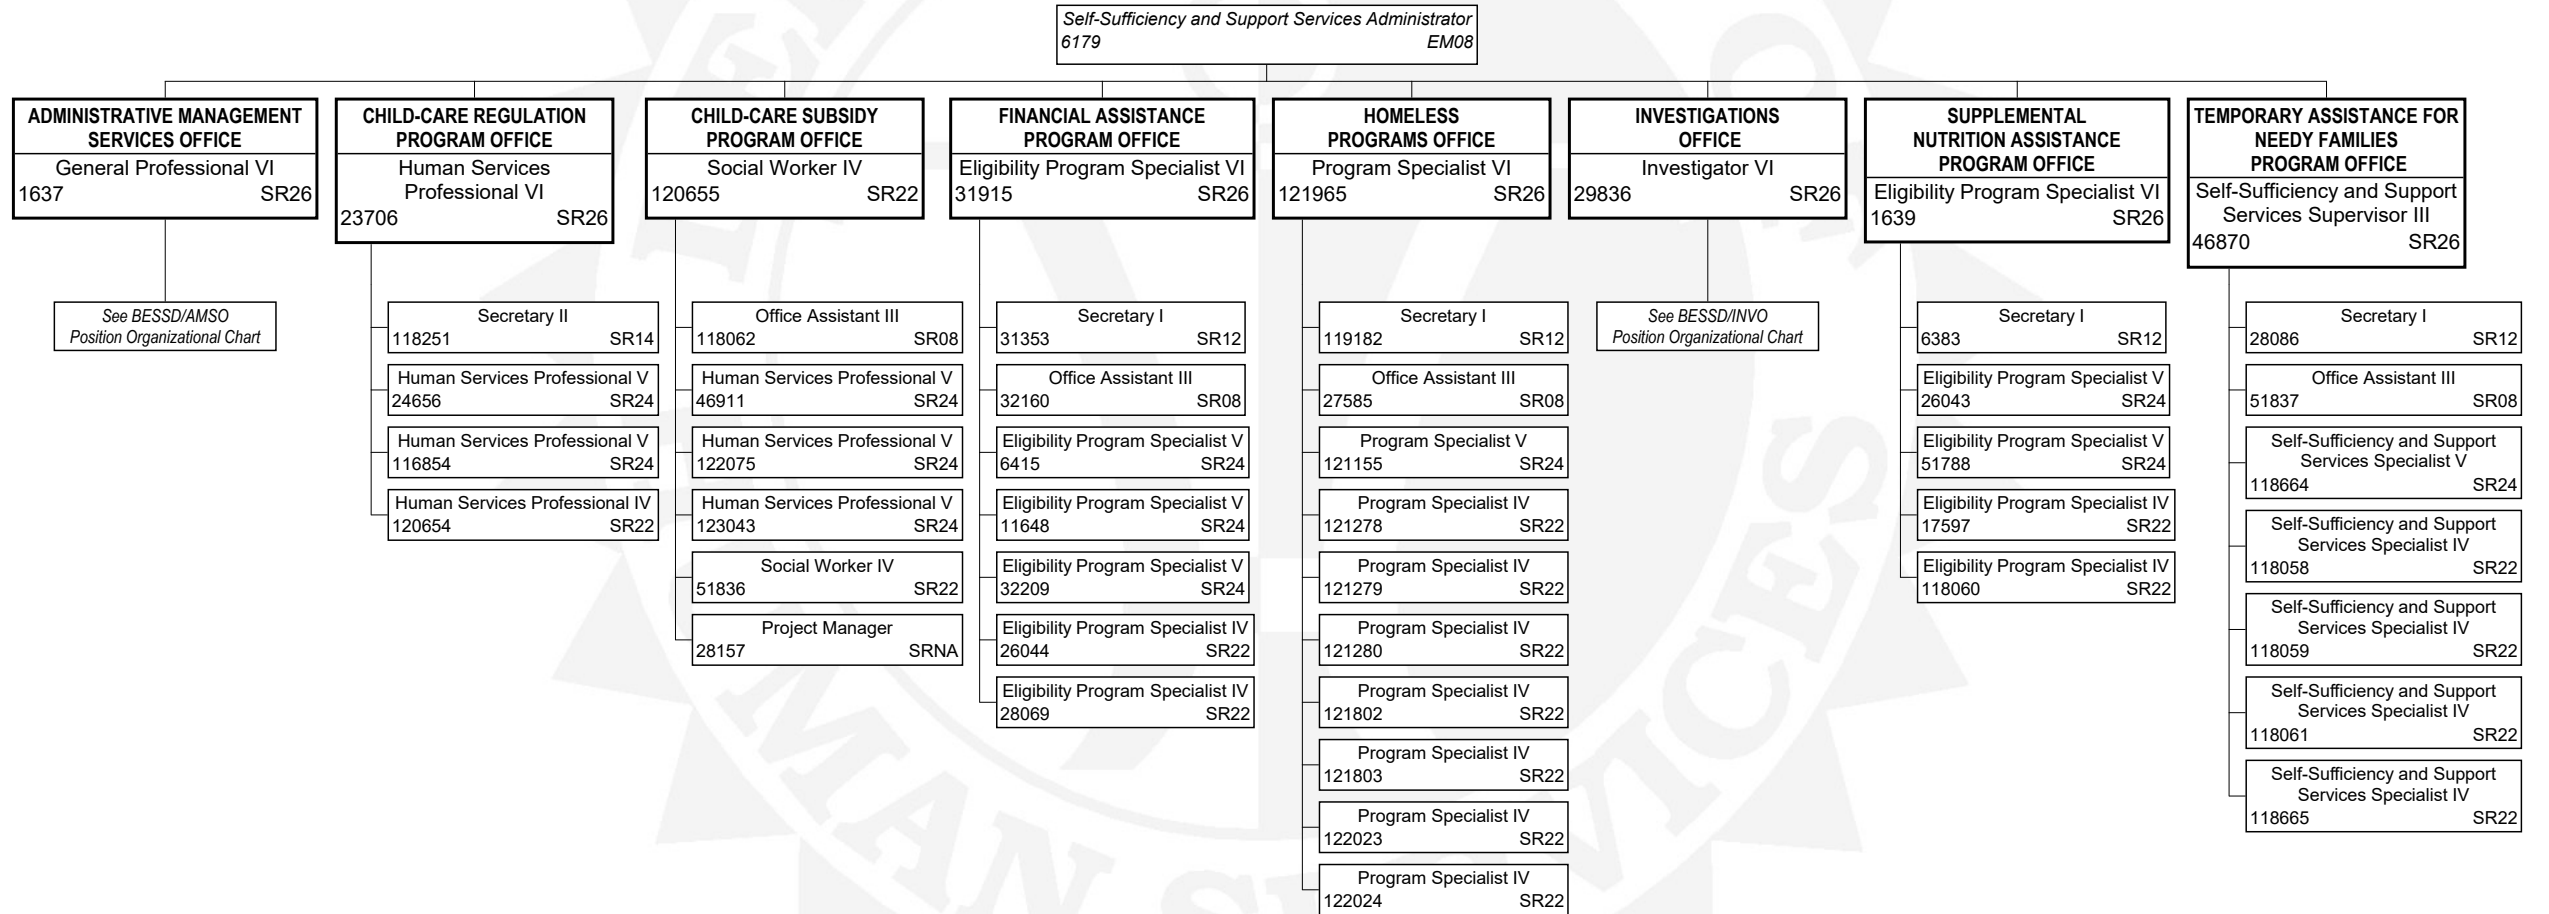 Self-Sufficiency and Support Services Administrator
6179 EM08
ADMINISTRATIVE MANAGEMENT
SERVICES OFFICE
General Professional VI
1637 SR26
See BESSD/AMSO
Position Organizational Chart
CHILD-CARE REGULATION
PROGRAM OFFICE
Human Services
Professional VI
23706 SR26
Secretary II
118251 SR14
Human Services Professional V
24656 SR24
Human Services Professional V
116854 SR24
Human Services Professional IV
120654 SR22
CHILD-CARE SUBSIDY
PROGRAM OFFICE
Social Worker IV
120655 SR22
Office Assistant III
118062 SR08
Human Services Professional V
46911 SR24
Human Services Professional V
122075 SR24
Human Services Professional V
123043 SR24
Social Worker IV
51836 SR22
Project Manager
28157 SRNA
FINANCIAL ASSISTANCE
PROGRAM OFFICE
Eligibility Program Specialist VI
31915 SR26
Secretary I
31353 SR12
Office Assistant III
32160 SR08
Eligibility Program Specialist V
6415 SR24
Eligibility Program Specialist V
11648 SR24
Eligibility Program Specialist V
32209 SR24
Eligibility Program Specialist IV
26044 SR22
Eligibility Program Specialist IV
28069 SR22
HOMELESS
PROGRAMS OFFICE
Program Specialist VI
121965 SR26
Secretary I
119182 SR12
Office Assistant III
27585 SR08
Program Specialist V
121155 SR24
Program Specialist IV
121278 SR22
Program Specialist IV
121279 SR22
Program Specialist IV
121280 SR22
Program Specialist IV
121802 SR22
Program Specialist IV
121803 SR22
Program Specialist IV
122023 SR22
Program Specialist IV
122024 SR22
INVESTIGATIONS
OFFICE
Investigator VI
29836 SR26
See BESSD/INVO
Position Organizational Chart
SUPPLEMENTAL
NUTRITION ASSISTANCE
PROGRAM OFFICE
Eligibility Program Specialist VI
1639 SR26
Secretary I
6383 SR12
Eligibility Program Specialist V
26043 SR24
Eligibility Program Specialist V
51788 SR24
Eligibility Program Specialist IV
17597 SR22
Eligibility Program Specialist IV
118060 SR22
TEMPORARY ASSISTANCE FOR
NEEDY FAMILIES
PROGRAM OFFICE
Self-Sufficiency and Support
Services Supervisor III
46870 SR26
Secretary I
28086 SR12
Office Assistant III
51837 SR08
Self-Sufficiency and Support
Services Specialist V
118664 SR24
Self-Sufficiency and Support
Services Specialist IV
118058 SR22
Self-Sufficiency and Support
Services Specialist IV
118059 SR22
Self-Sufficiency and Support
Services Specialist IV
118061 SR22
Self-Sufficiency and Support
Services Specialist IV
118665 SR22